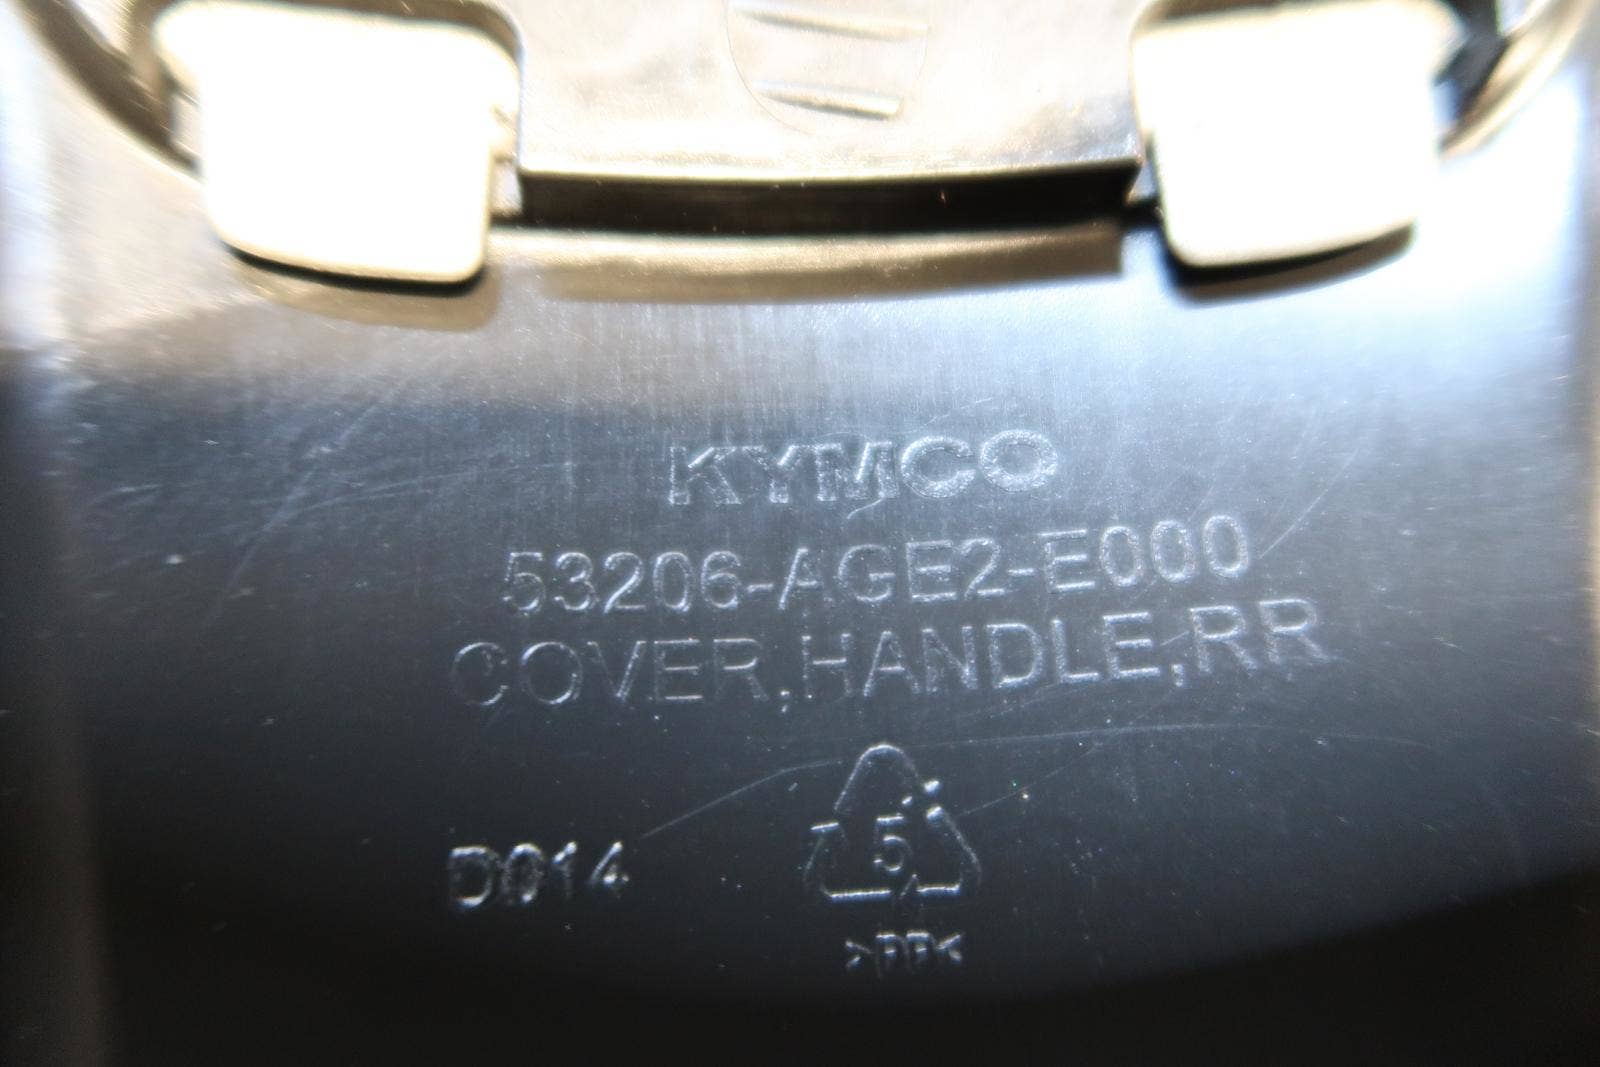 KYMCO
53206-AGE2-E000
COVER,HANDLE,RR
D014
5
>PP<